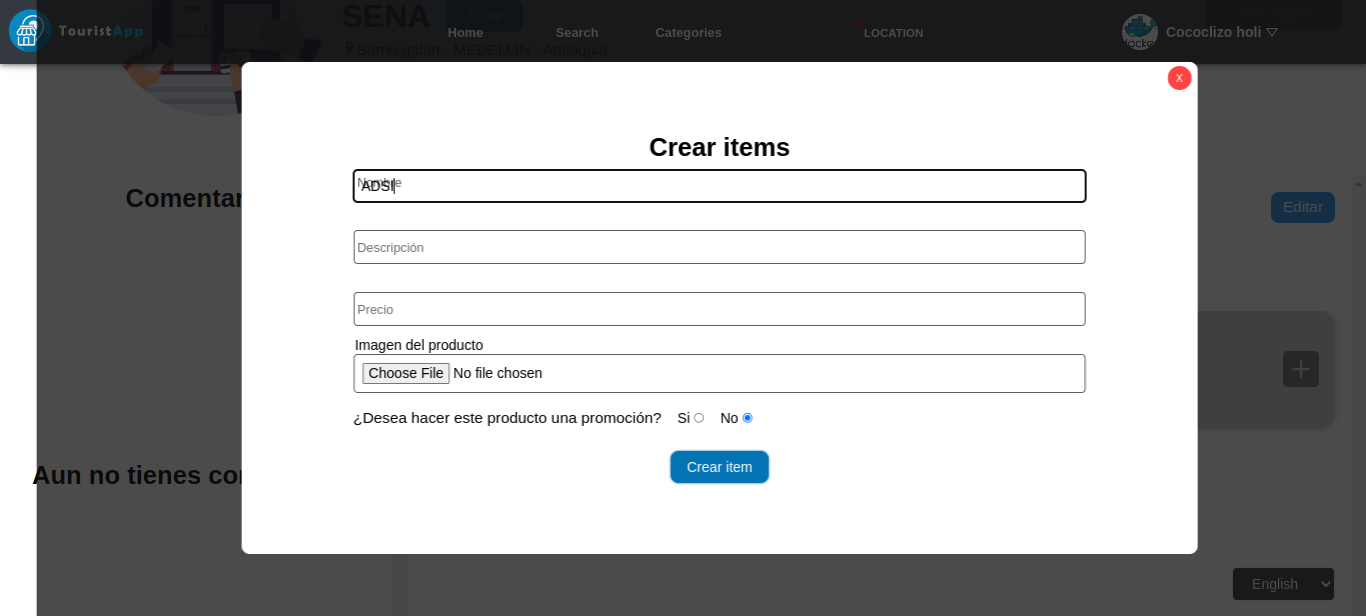 SENA
Editar
TouristApp
Home
Search
Categories
LOCATION
Cococlizo holi
Barrio galan - MEDELLIN - Antioquia
X
Crear items
Nombre
ADSI
Comentar
Editar
Descripción
Precio
Imagen del producto
Choose File No file chosen
¿Desea hacer este producto una promoción? Si No
Crear item
Aun no tienes co
English